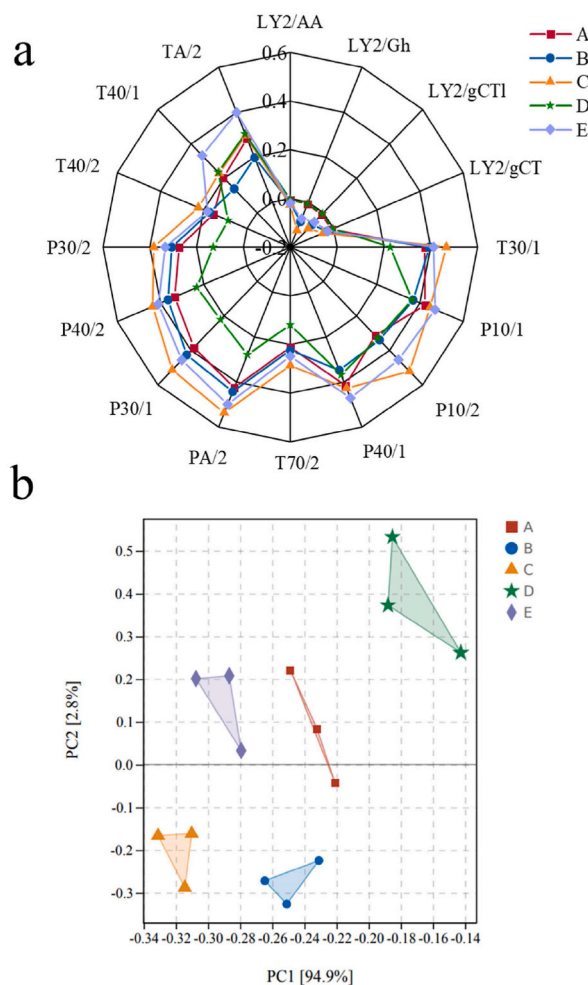 a
LY2/AA
LY2/Gh
LY2/gCTl
LY2/gCT
T30/1
P10/1
P10/2
P40/1
T70/2
PA/2
P30/1
P40/2
P30/2
T40/2
T40/1
TA/2
0.6
0.4
0.2
0.0
-0.2
A
B
C
D
E
b
A
B
C
D
E
PC2 [2.8%]
0.5
0.4
0.3
0.2
0.1
0.0
-0.1
-0.2
-0.3
-0.34 -0.32 -0.30 -0.28 -0.26 -0.24 -0.22 -0.20 -0.18 -0.16 -0.14
PC1 [94.9%]